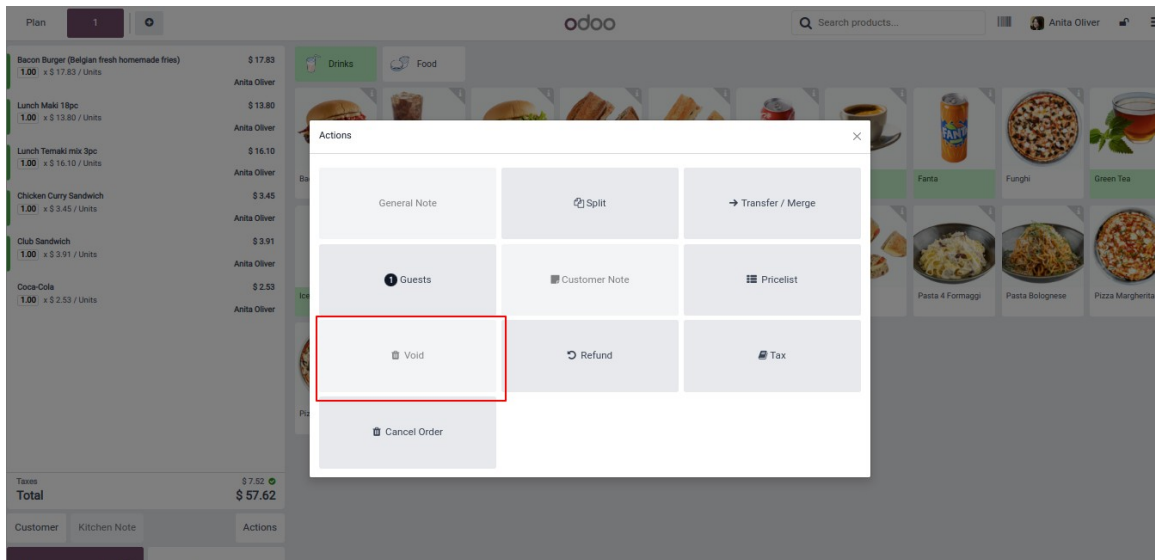 Plan
1
odoo
Search products...
Anita Oliver
Bacon Burger (Belgian fresh homemade fries)
$ 17.83
1.00 x $ 17.83 / Units
Anita Oliver
Lunch Maki 18pc
$ 13.80
1.00 x $ 13.80 / Units
Anita Oliver
Lunch Temaki mix 3pc
$ 16.10
1.00 x $ 16.10 / Units
Anita Oliver
Chicken Curry Sandwich
$ 3.45
1.00 x $ 3.45 / Units
Anita Oliver
Club Sandwich
$ 3.91
1.00 x $ 3.91 / Units
Anita Oliver
Coca-Cola
$ 2.53
1.00 x $ 2.53 / Units
Anita Oliver
Taxes
$ 7.52
Total
$ 57.62
Customer
Kitchen Note
Actions
Drinks
Food
FANTA
Fanta
Funghi
Green Tea
Pasta 4 Formaggi
Pasta Bolognese
Pizza Margherita
Actions
General Note
Split
Transfer / Merge
1 Guests
Customer Note
Pricelist
Void
Refund
Tax
Cancel Order